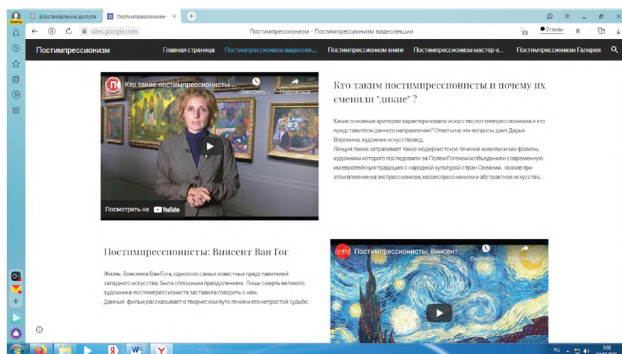 Восстановление доступа
Постимпрессионизм -
sites.google.com
Постимпрессионизм - Постимпрессионизм видеолекции
Отзывы
Постимпрессионизм
Главная страница
Постимпрессионизм видеолек...
Постимпрессионизм книги
Постимпрессионизм мастер-к...
Постимпрессионизм Галерея
Кто такие постимпрессионисты...
Смотреть ...
Поделиться
Посмотреть на YouTube
Кто таким постимпрессионисты и почему их
сменили "дикие" ?
Какие основные критерии характеризовали искусство постимпрессионизма и кто
представители данного направления? Ответы на эти вопросы дает Дарья
Воронина, художник искусствовед.
Лекция также затрагивает такое модернистское течение живописи как фовизм,
художники которого последовали за Полем Гогеном и объединили современную
им европейскую традицию с народной культурой стран Океании, оказав при
этом влияние на экспрессионизм, неоэкспрессионизм и абстрактное искусство.
Постимпрессионисты: Винсент Ван Гог
Жизнь Винсента Ван Гога, одного из самых известных представителей
западного искусства, была сплошным преодолением. Лишь смерть великого
художника-постимпрессиониста заставила говорить о нём.
Данный фильм рассказывает о творческом пути гения и его непростой судьбе.
Постимпрессионисты: Винсент...
RU